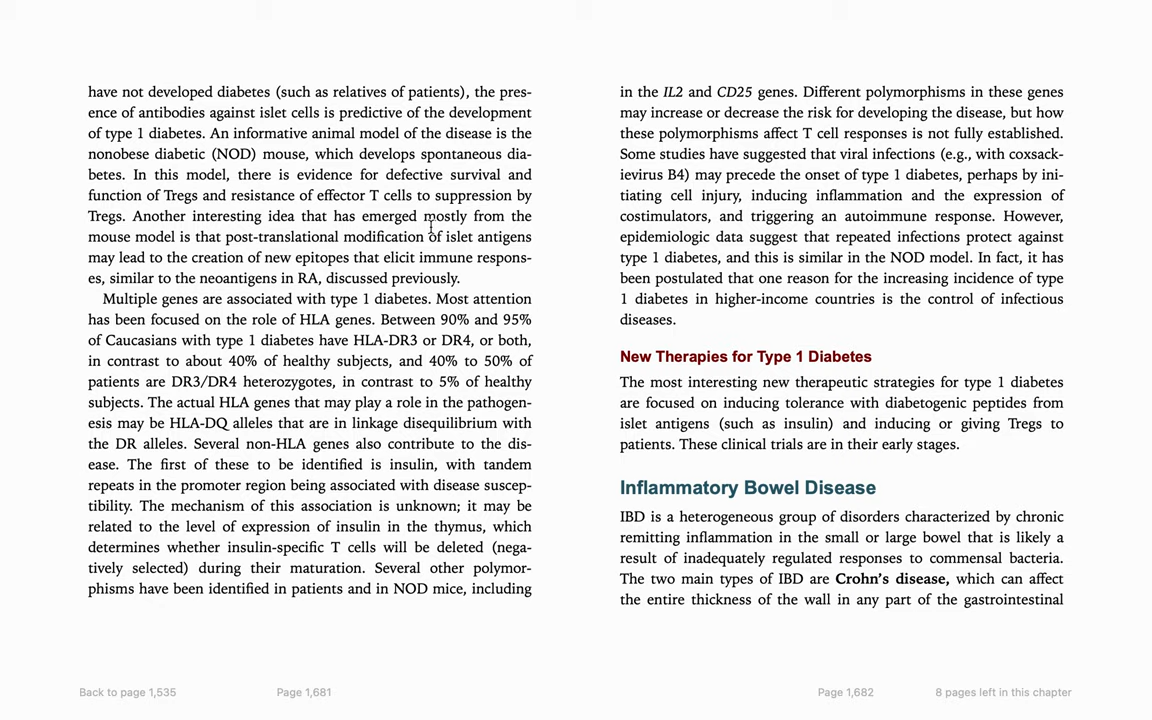 have not developed diabetes (such as relatives of patients), the pres-
ence of antibodies against islet cells is predictive of the development
of type 1 diabetes. An informative animal model of the disease is the
nonobese diabetic (NOD) mouse, which develops spontaneous dia-
betes. In this model, there is evidence for defective survival and
function of Tregs and resistance of effector T cells to suppression by
Tregs. Another interesting idea that has emerged mostly from the
mouse model is that post-translational modification of islet antigens
may lead to the creation of new epitopes that elicit immune respons-
es, similar to the neoantigens in RA, discussed previously.
Multiple genes are associated with type 1 diabetes. Most attention
has been focused on the role of HLA genes. Between 90% and 95%
of Caucasians with type 1 diabetes have HLA-DR3 or DR4, or both,
in contrast to about 40% of healthy subjects, and 40% to 50% of
patients are DR3/DR4 heterozygotes, in contrast to 5% of healthy
subjects. The actual HLA genes that may play a role in the pathogen-
esis may be HLA-DQ alleles that are in linkage disequilibrium with
the DR alleles. Several non-HLA genes also contribute to the dis-
ease. The first of these to be identified is insulin, with tandem
repeats in the promoter region being associated with disease suscep-
tibility. The mechanism of this association is unknown; it may be
related to the level of expression of insulin in the thymus, which
determines whether insulin-specific T cells will be deleted (nega-
tively selected) during their maturation. Several other polymor-
phisms have been identified in patients and in NOD mice, including
in the IL2 and CD25 genes. Different polymorphisms in these genes
may increase or decrease the risk for developing the disease, but how
these polymorphisms affect T cell responses is not fully established.
Some studies have suggested that viral infections (e.g., with coxsack-
ievirus B4) may precede the onset of type 1 diabetes, perhaps by ini-
tiating cell injury, inducing inflammation and the expression of
costimulators, and triggering an autoimmune response. However,
epidemiologic data suggest that repeated infections protect against
type 1 diabetes, and this is similar in the NOD model. In fact, it has
been postulated that one reason for the increasing incidence of type
1 diabetes in higher-income countries is the control of infectious
diseases.
New Therapies for Type 1 Diabetes
The most interesting new therapeutic strategies for type 1 diabetes
are focused on inducing tolerance with diabetogenic peptides from
islet antigens (such as insulin) and inducing or giving Tregs to
patients. These clinical trials are in their early stages.
Inflammatory Bowel Disease
IBD is a heterogeneous group of disorders characterized by chronic
remitting inflammation in the small or large bowel that is likely a
result of inadequately regulated responses to commensal bacteria.
The two main types of IBD are Crohn's disease, which can affect
the entire thickness of the wall in any part of the gastrointestinal
Back to page 1,535
Page 1,681
Page 1,682
8 pages left in this chapter